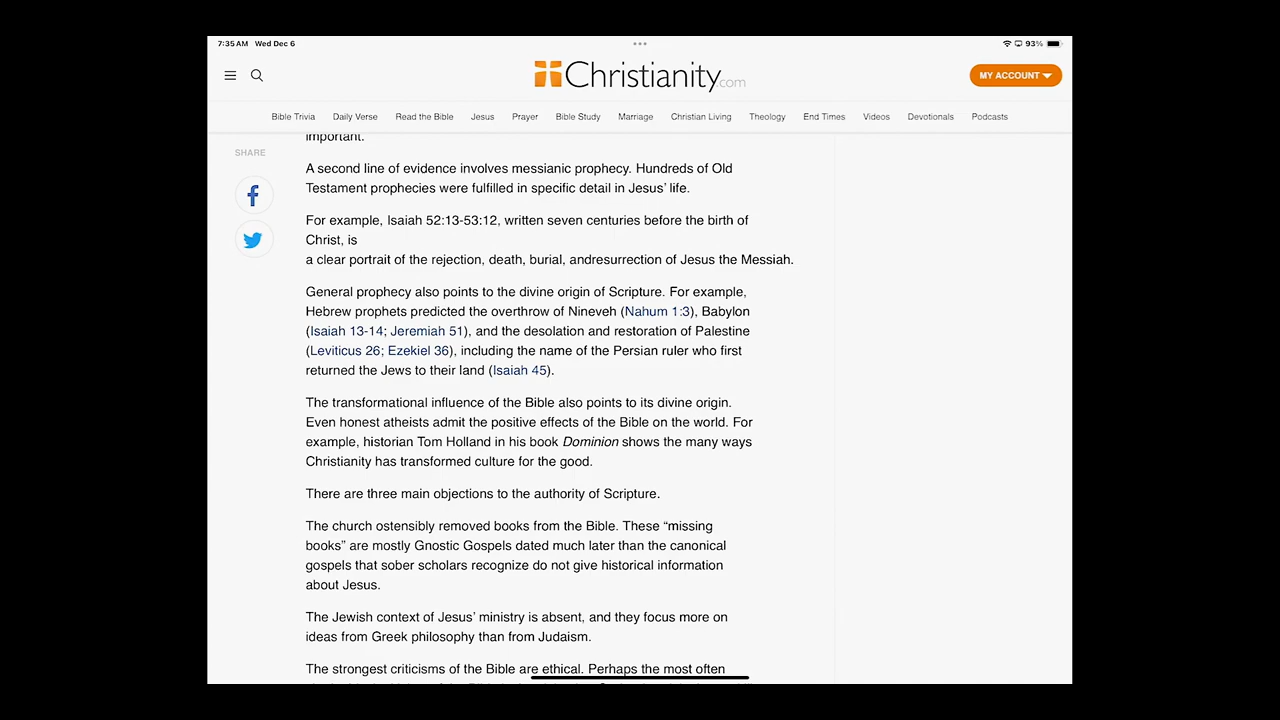 7:35 AM Wed Dec 6
93%
Christianity.com
MY ACCOUNT
Bible Trivia Daily Verse Read the Bible Jesus Prayer Bible Study Marriage Christian Living Theology End Times Videos Devotionals Podcasts
important.
SHARE
A second line of evidence involves messianic prophecy. Hundreds of Old
Testament prophecies were fulfilled in specific detail in Jesus’ life.
For example, Isaiah 52:13-53:12, written seven centuries before the birth of
Christ, is
a clear portrait of the rejection, death, burial, andresurrection of Jesus the Messiah.
General prophecy also points to the divine origin of Scripture. For example,
Hebrew prophets predicted the overthrow of Nineveh (Nahum 1:3), Babylon
(Isaiah 13-14; Jeremiah 51), and the desolation and restoration of Palestine
(Leviticus 26; Ezekiel 36), including the name of the Persian ruler who first
returned the Jews to their land (Isaiah 45).
The transformational influence of the Bible also points to its divine origin.
Even honest atheists admit the positive effects of the Bible on the world. For
example, historian Tom Holland in his book Dominion shows the many ways
Christianity has transformed culture for the good.
There are three main objections to the authority of Scripture.
The church ostensibly removed books from the Bible. These “missing
books” are mostly Gnostic Gospels dated much later than the canonical
gospels that sober scholars recognize do not give historical information
about Jesus.
The Jewish context of Jesus’ ministry is absent, and they focus more on
ideas from Greek philosophy than from Judaism.
The strongest criticisms of the Bible are ethical. Perhaps the most often